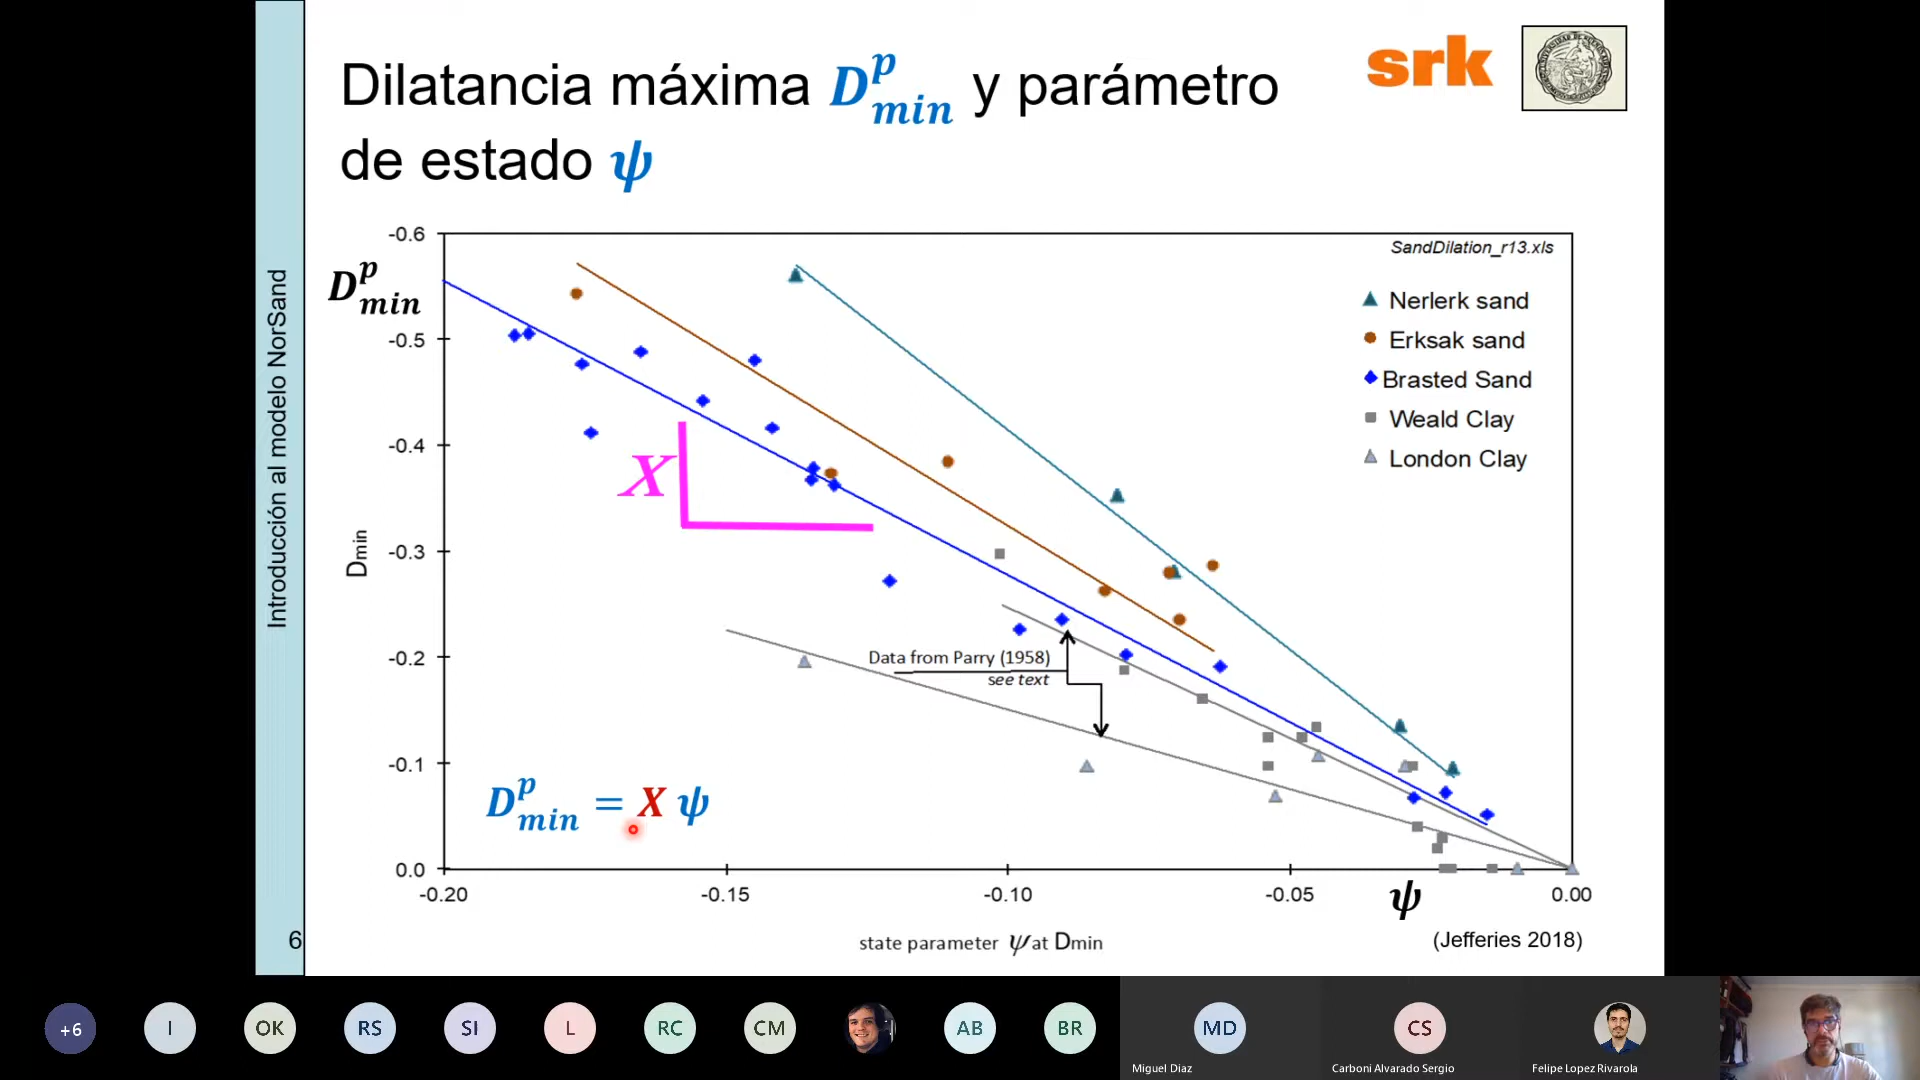 Dilatancia máxima D^p_min y parámetro
de estado ψ
srk
Introducción al modelo NorSand
6
SandDilation_r13.xls
Nerlerk sand
Erksak sand
Brasted Sand
Weald Clay
London Clay
D^p_min
Dmin
-0.6
-0.5
-0.4
-0.3
-0.2
-0.1
0.0
X
Data from Parry (1958)
see text
D^p_min = X ψ
-0.20
-0.15
-0.10
-0.05
0.00
ψ
state parameter ψ at Dmin
(Jefferies 2018)
+6
I
OK
RS
SI
L
RC
CM
AB
BR
MD
CS
Miguel Diaz
Carboni Alvarado Sergio
Felipe Lopez Rivarola